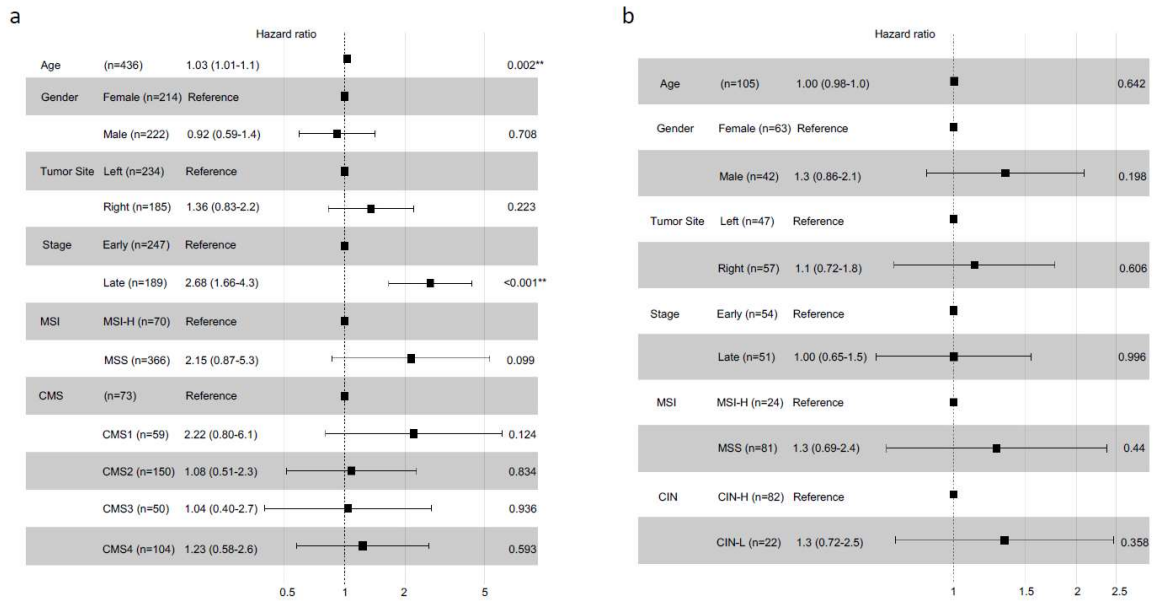 a
Hazard ratio
Age (n=436) 1.03 (1.01-1.1) 0.002**
Gender Female (n=214) Reference
Male (n=222) 0.92 (0.59-1.4) 0.708
Tumor Site Left (n=234) Reference
Right (n=185) 1.36 (0.83-2.2) 0.223
Stage Early (n=247) Reference
Late (n=189) 2.68 (1.66-4.3) <0.001**
MSI MSI-H (n=70) Reference
MSS (n=366) 2.15 (0.87-5.3) 0.099
CMS (n=73) Reference
CMS1 (n=59) 2.22 (0.80-6.1) 0.124
CMS2 (n=150) 1.08 (0.51-2.3) 0.834
CMS3 (n=50) 1.04 (0.40-2.7) 0.936
CMS4 (n=104) 1.23 (0.58-2.6) 0.593
0.5 1 2 5
b
Hazard ratio
Age (n=105) 1.00 (0.98-1.0) 0.642
Gender Female (n=63) Reference
Male (n=42) 1.3 (0.86-2.1) 0.198
Tumor Site Left (n=47) Reference
Right (n=57) 1.1 (0.72-1.8) 0.606
Stage Early (n=54) Reference
Late (n=51) 1.00 (0.65-1.5) 0.996
MSI MSI-H (n=24) Reference
MSS (n=81) 1.3 (0.69-2.4) 0.44
CIN CIN-H (n=82) Reference
CIN-L (n=22) 1.3 (0.72-2.5) 0.358
1 1.5 2 2.5